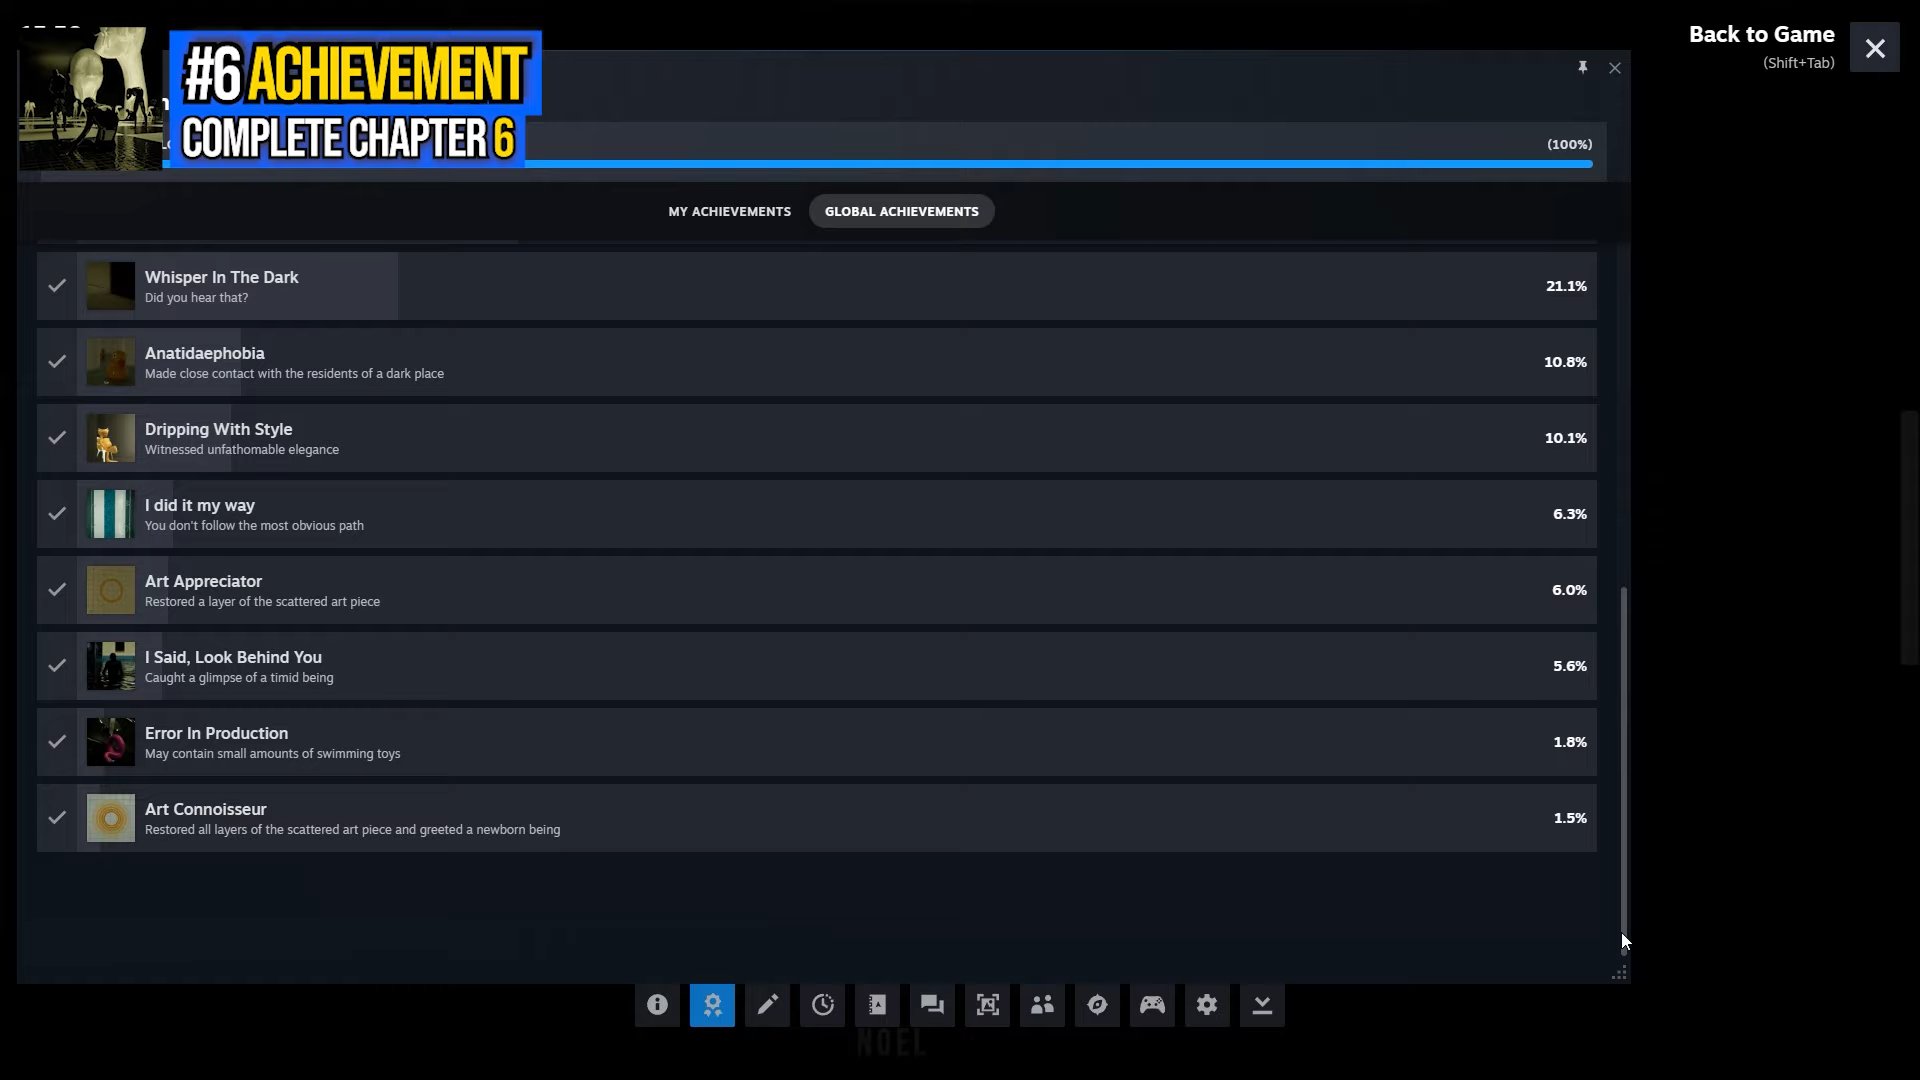 #6 ACHIEVEMENT
COMPLETE CHAPTER 6
Back to Game
(Shift+Tab)
(100%)
MY ACHIEVEMENTS
GLOBAL ACHIEVEMENTS
Whisper In The Dark
Did you hear that?
21.1%
Anatidaephobia
Made close contact with the residents of a dark place
10.8%
Dripping With Style
Witnessed unfathomable elegance
10.1%
I did it my way
You don't follow the most obvious path
6.3%
Art Appreciator
Restored a layer of the scattered art piece
6.0%
I Said, Look Behind You
Caught a glimpse of a timid being
5.6%
Error In Production
May contain small amounts of swimming toys
1.8%
Art Connoisseur
Restored all layers of the scattered art piece and greeted a newborn being
1.5%
NOEL